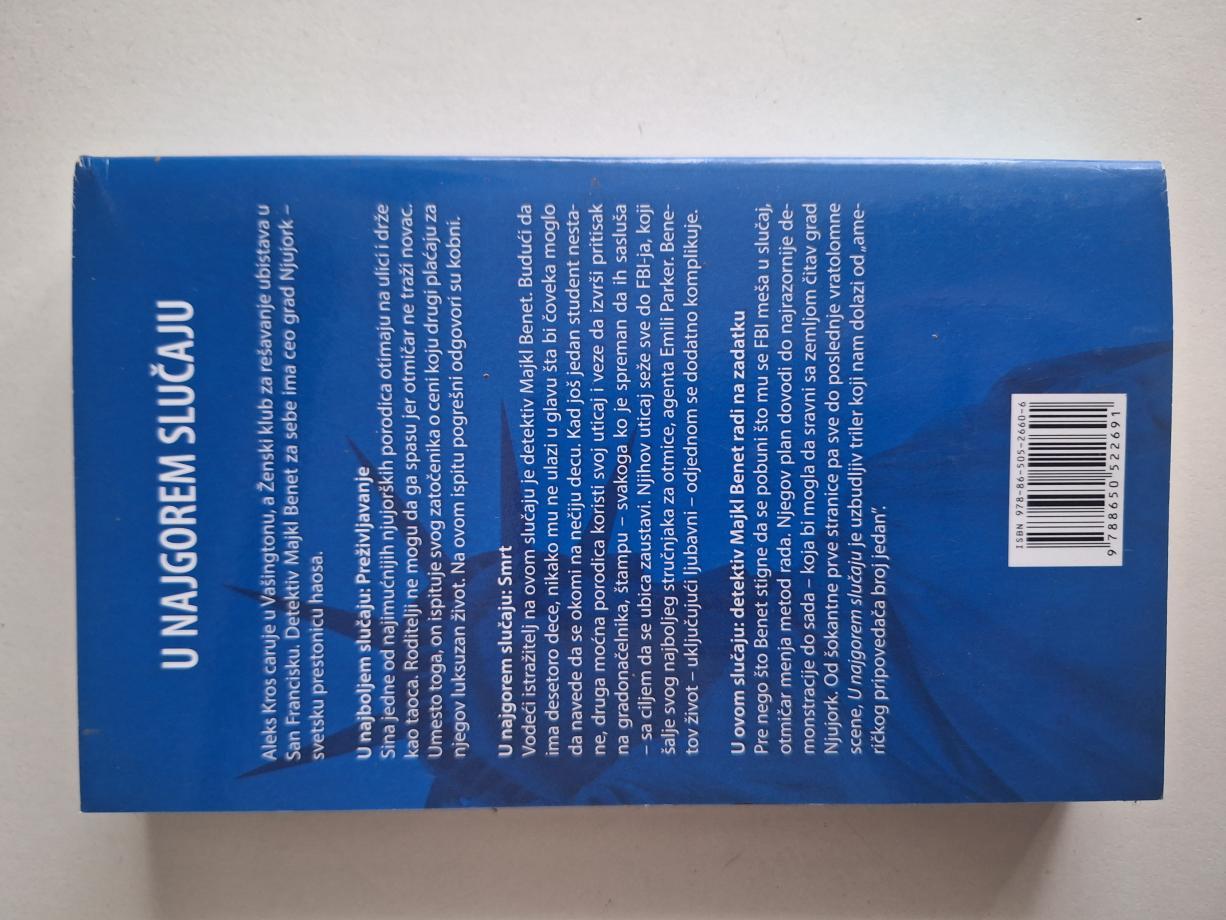 U NAJGOREM SLUČAJU
Aleks Kros caruje u Vašingtonu, a Ženski klub za rešavanje ubistava u
San Francisku. Detektiv Majkl Benet za sebe ima ceo grad Njujork –
svetsku prestonicu haosa.
U najboljem slučaju: Preživljavanje
Sina jedne od najimućnijih njujorških porodica otimaju na ulici i drže
kao taoca. Roditelji ne mogu da ga spasu jer otmičar ne traži novac.
Umesto toga, on ispituje svog zatočenika o ceni koju drugi plaćaju za
njegov luksuzan život. Na ovom ispitu pogrešni odgovori su kobni.
U najgorem slučaju: Smrt
Vodeći istražitelj na ovom slučaju je detektiv Majkl Benet. Budući da
ima desetoro dece, nikako mu ne ulazi u glavu šta bi čoveka moglo
da navede da se okomi na nečiju decu. Kad još jedan student nesta-
ne, druga moćna porodica koristi svoj uticaj i veze da izvrši pritisak
na gradonačelnika, štampu – svakoga ko je spreman da ih sasluša
– sa ciljem da se ubica zaustavi. Njihov uticaj seže sve do FBI-ja, koji
šalje svog najboljeg stručnjaka za otmice, agenta Emili Parker. Bene-
tov život – uključujući ljubavni – odjednom se dodatno komplikuje.
U ovom slučaju: detektiv Majkl Benet radi na zadatku
Pre nego što Benet stigne da se pobuni što mu se FBI meša u slučaj,
otmičar menja metod rada. Njegov plan dovodi do najrazornije de-
monstracije do sada – koja bi mogla da sravni sa zemljom čitav grad
Njujork. Od šokantne prve stranice pa sve do poslednje vratolomne
scene, U najgorem slučaju je uzbudljiv triler koji nam dolazi od „ame-
ričkog pripovedača broj jedan”.
ISBN 978-86-505-2660-6
9 788650 522691